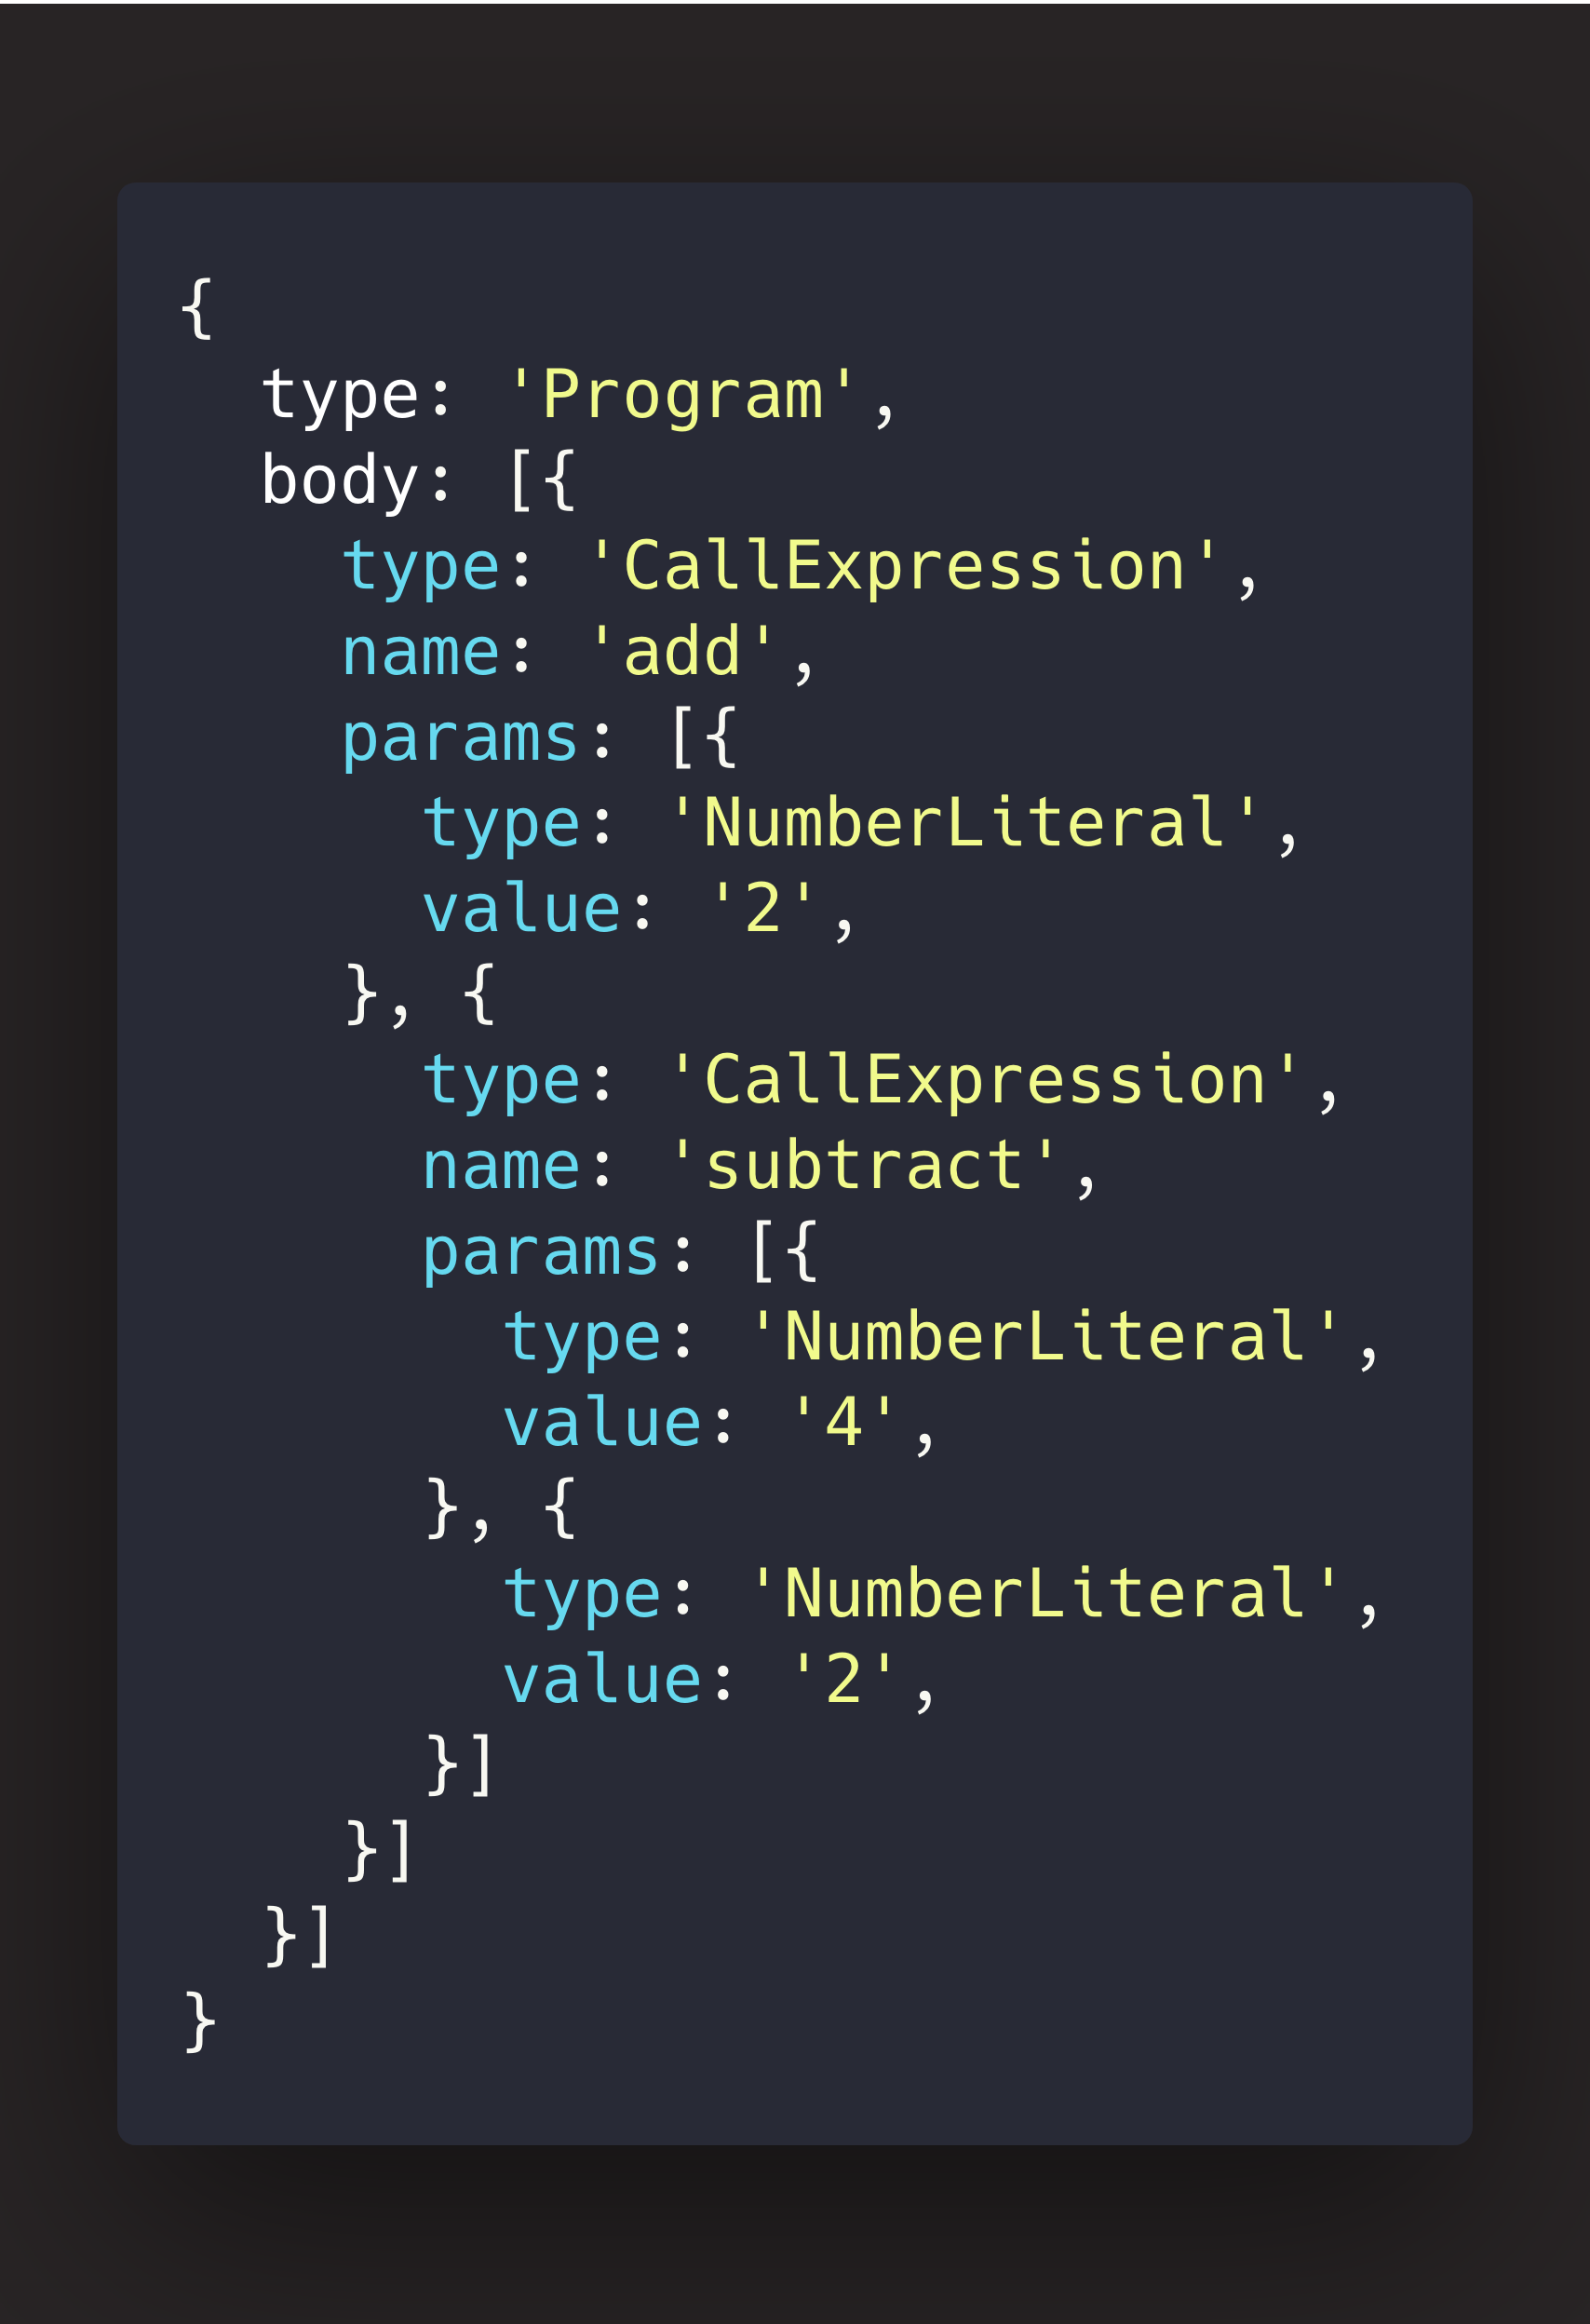 {
  type: 'Program',
  body: [{
    type: 'CallExpression',
    name: 'add',
    params: [{
      type: 'NumberLiteral',
      value: '2',
    }, {
      type: 'CallExpression',
      name: 'subtract',
      params: [{
        type: 'NumberLiteral',
        value: '4',
      }, {
        type: 'NumberLiteral',
        value: '2',
      }]
    }]
  }]
}